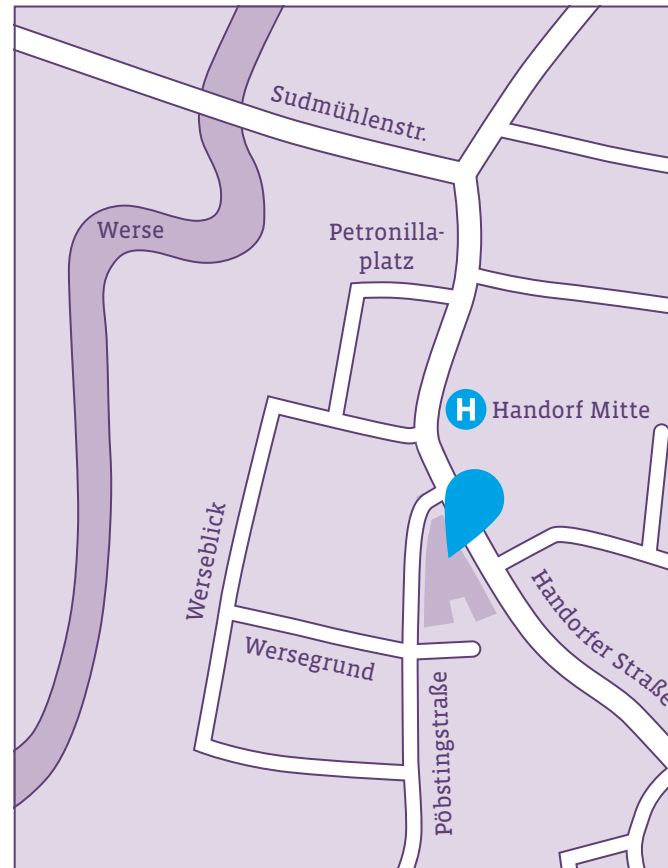 Sudmühlenstr.
Werse
Petronilla-
platz
H Handorf Mitte
Werseblick
Handorfer Straße
Wersegrund
Pöbstingstraße